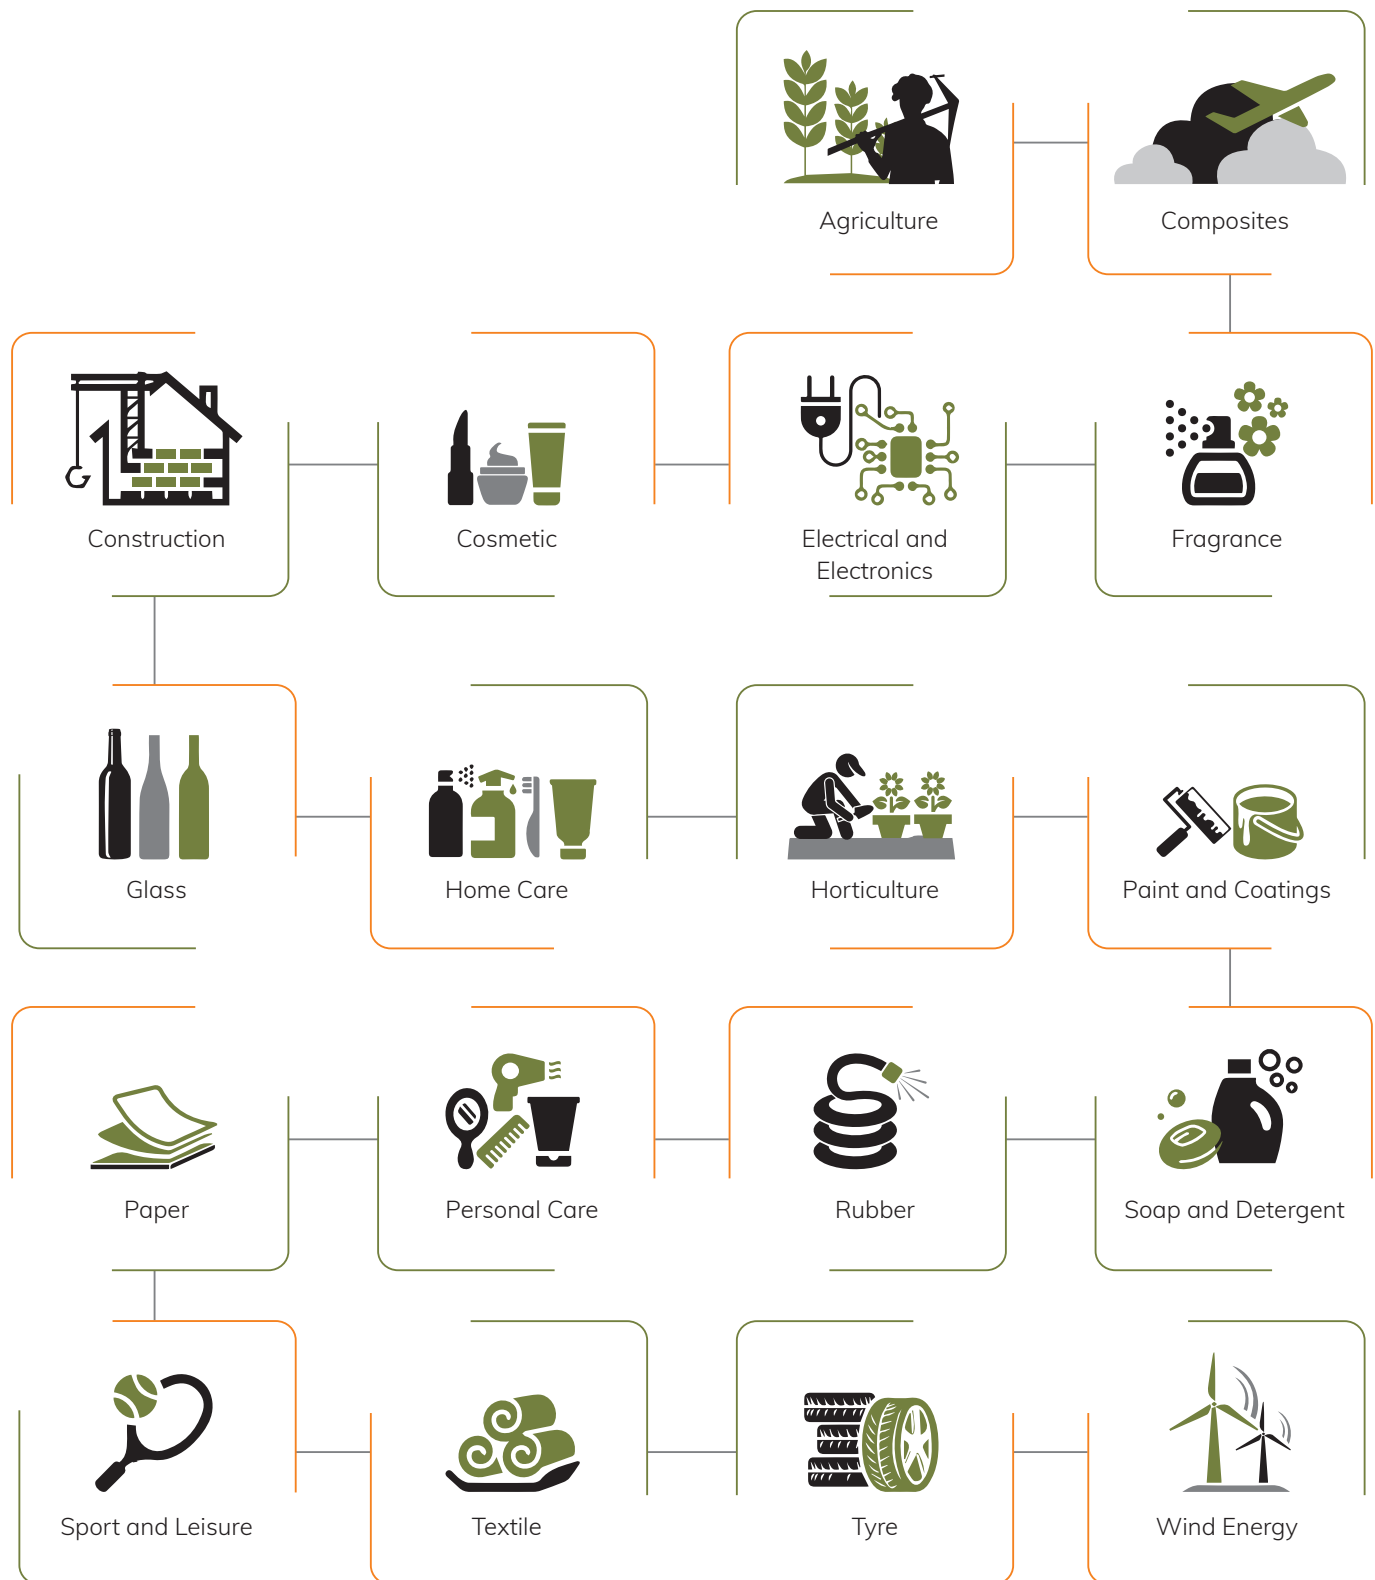 Agriculture
Composites
Construction
Cosmetic
Electrical and
Electronics
Fragrance
Glass
Home Care
Horticulture
Paint and Coatings
Paper
Personal Care
Rubber
Soap and Detergent
Sport and Leisure
Textile
Tyre
Wind Energy